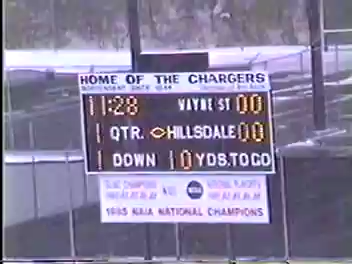 HOME OF THE CHARGERS
11:28 WAYNE ST 00
1 QTR. HILLSDALE 00
1 DOWN 10 YDS.TO GO
1985 NAIA NATIONAL CHAMPIONS